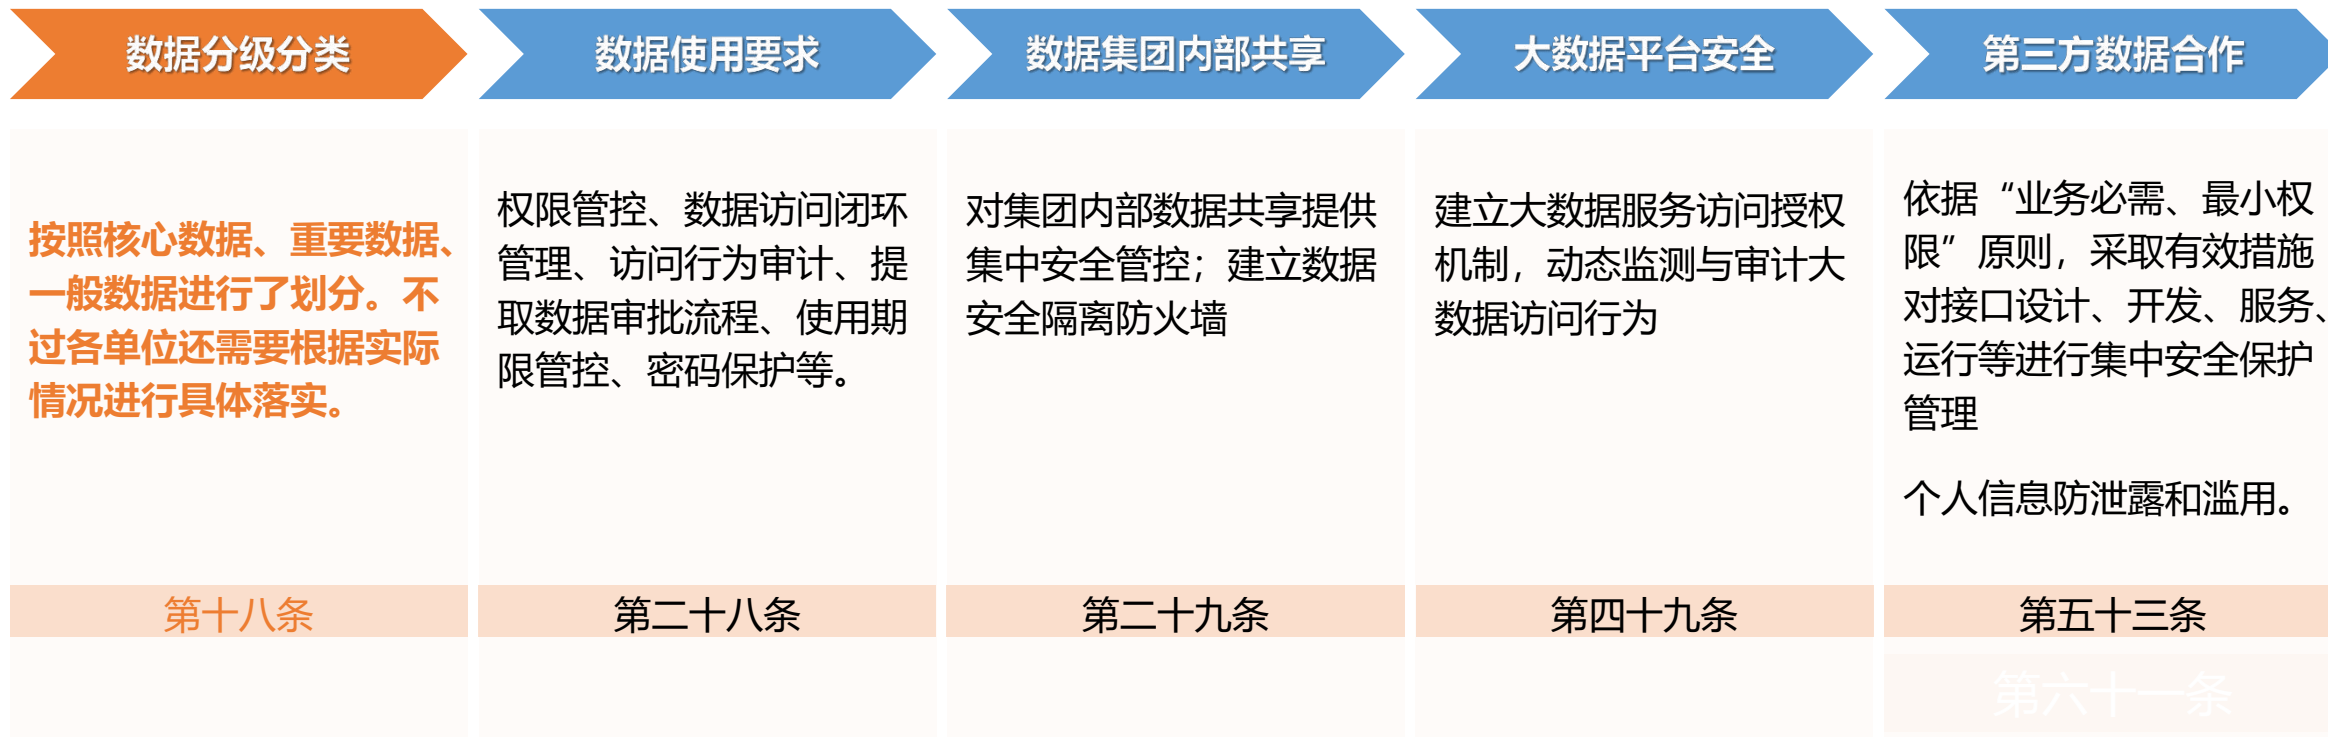 数据分级分类
数据使用要求
数据集团内部共享
大数据平台安全
第三方数据合作
按照核心数据、重要数据、
一般数据进行了划分。不
过各单位还需要根据实际
情况进行具体落实。
权限管控、数据访问闭环
管理、访问行为审计、提
取数据审批流程、使用期
限管控、密码保护等。
对集团内部数据共享提供
集中安全管控；建立数据
安全隔离防火墙
建立大数据服务访问授权
机制，动态监测与审计大
数据访问行为
依据“业务必需、最小权
限”原则，采取有效措施
对接口设计、开发、服务、
运行等进行集中安全保护
管理
个人信息防泄露和滥用。
第十八条
第二十八条
第二十九条
第四十九条
第五十三条
第六十一条